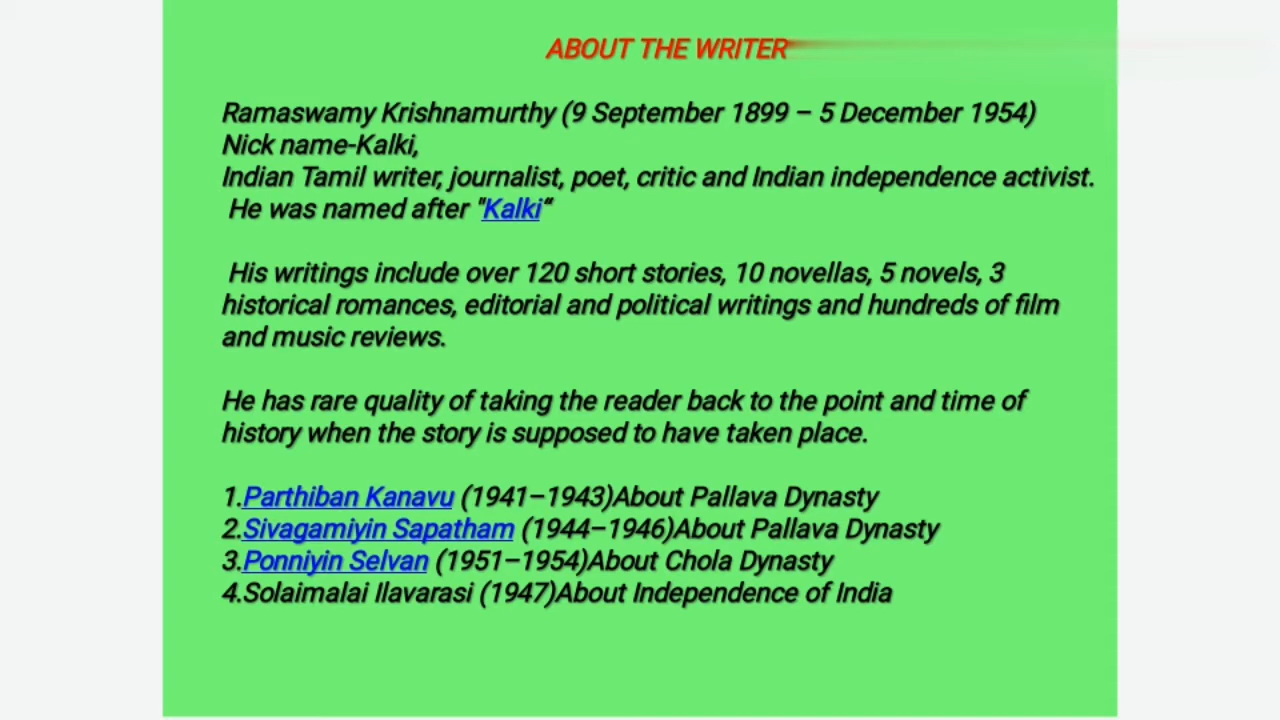 ABOUT THE WRITER
Ramaswamy Krishnamurthy (9 September 1899 – 5 December 1954)
Nick name-Kalki,
Indian Tamil writer, journalist, poet, critic and Indian independence activist.
He was named after "Kalki“
His writings include over 120 short stories, 10 novellas, 5 novels, 3
historical romances, editorial and political writings and hundreds of film
and music reviews.
He has rare quality of taking the reader back to the point and time of
history when the story is supposed to have taken place.
1.Parthiban Kanavu (1941–1943)About Pallava Dynasty
2.Sivagamiyin Sapatham (1944–1946)About Pallava Dynasty
3.Ponniyin Selvan (1951–1954)About Chola Dynasty
4.Solaimalai Ilavarasi (1947)About Independence of India